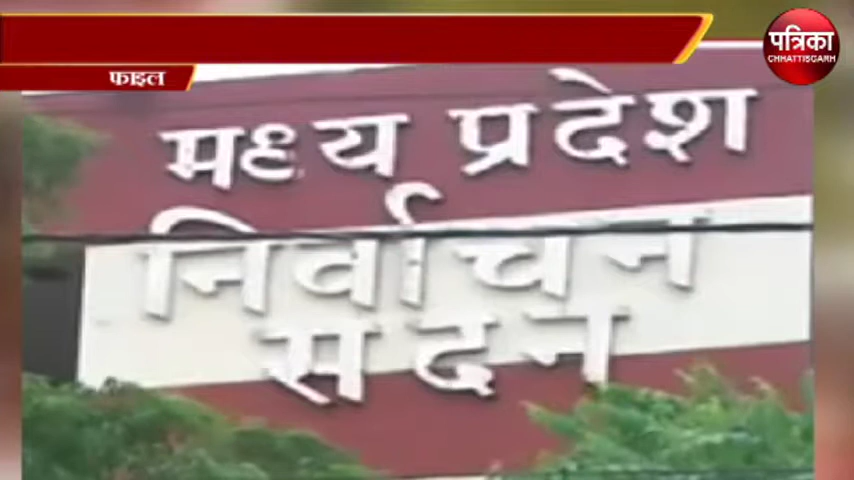 पत्रिका
CHHATTISGARH
फाइल
मध्य प्रदेश
निर्वाचन
सदन